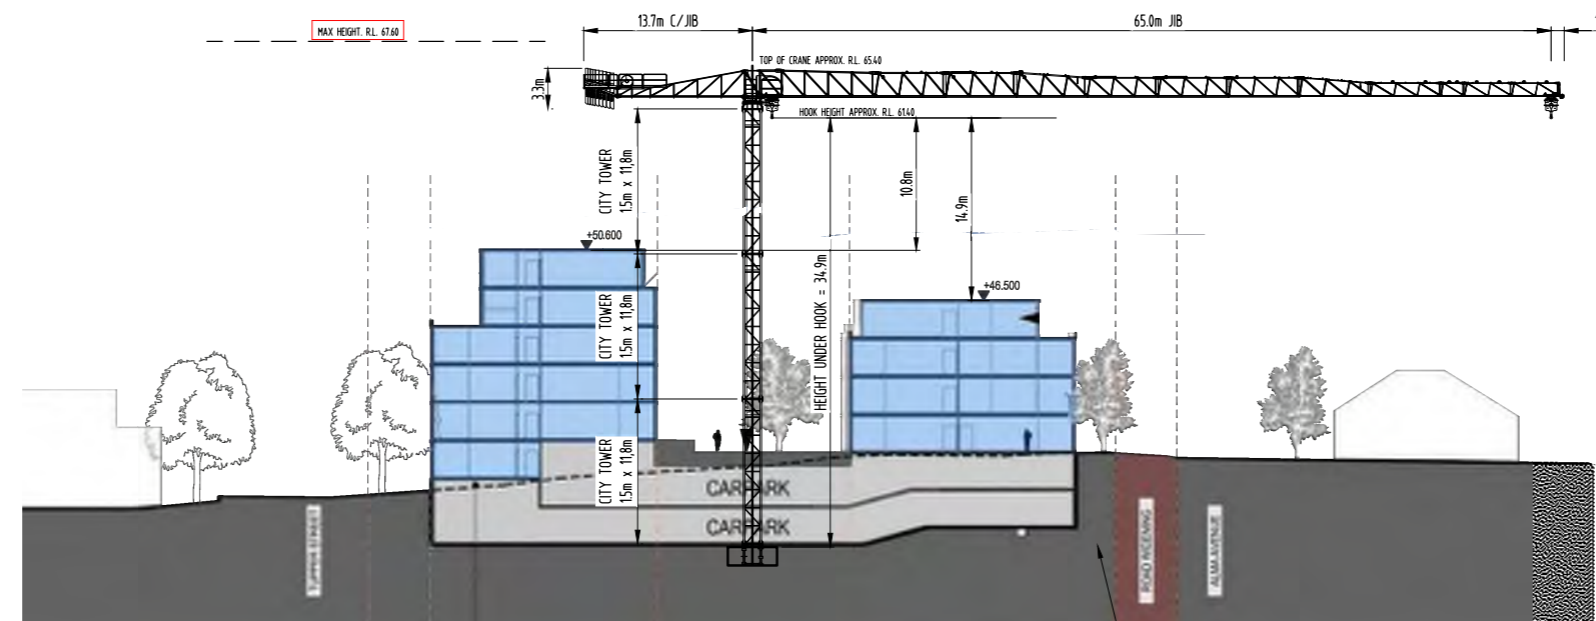 13.7m C/JIB
65.0m JIB
MAX HEIGHT. R.L. 67.60
TOP OF CRANE APPROX. R.L. 65.40
3.3m
HOOK HEIGHT APPROX. R.L. 61.40
CITY TOWER
1.5m x 11,8m
10.8m
14.9m
+50.600
+46.500
CITY TOWER
1.5m x 11,8m
HEIGHT UNDER HOOK = 34.9m
CITY TOWER
1.5m x 11,8m
CARPARK
CARPARK
ROAD WIDENING
ALMA AVENUE